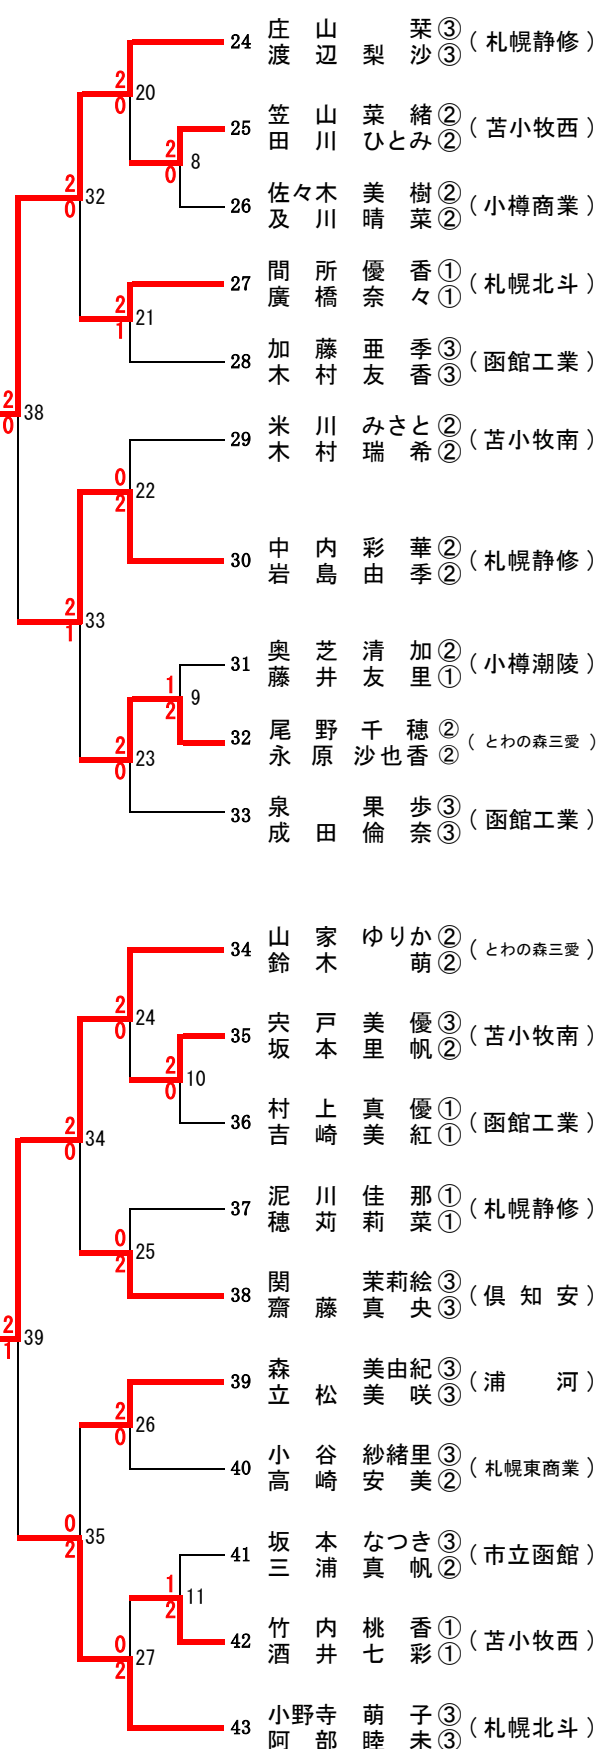 24 庄山 栞③ (札幌静修)
渡辺梨沙③
2
0 20
25 笠山菜緒② (苫小牧西)
田川ひとみ②
2
0 8
26 佐々木美樹② (小樽商業)
及川晴菜②
2
0 32
27 間所優香① (札幌北斗)
廣橋奈々①
2
1 21
28 加藤亜季③ (函館工業)
木村友香③
2
0 38
29 米川みさと② (苫小牧南)
木村瑞希②
0
2 22
30 中内彩華② (札幌静修)
岩島由季②
2
1 33
31 奥芝清加② (小樽潮陵)
藤井友里①
1
2 9
32 尾野千穂② (とわの森三愛)
永原沙也香②
2
0 23
33 泉 果歩③ (函館工業)
成田倫奈③
34 山家ゆりか② (とわの森三愛)
鈴木 萌②
2
0 24
35 宍戸美優③ (苫小牧南)
坂本里帆②
2
0 10
36 村上真優① (函館工業)
吉崎美紅①
2
0 34
37 泥川佳那① (札幌静修)
穂苅莉菜①
0
2 25
38 関 茉莉絵③ (倶知安)
齋藤真央③
2
1 39
39 森 美由紀③ (浦河)
立松美咲③
2
0 26
40 小谷紗緒里③ (札幌東商業)
高崎安美②
0
2 35
41 坂本なつき③ (市立函館)
三浦真帆②
1
2 11
42 竹内桃香① (苫小牧西)
酒井七彩①
0
2 27
43 小野寺萌子③ (札幌北斗)
阿部睦未③